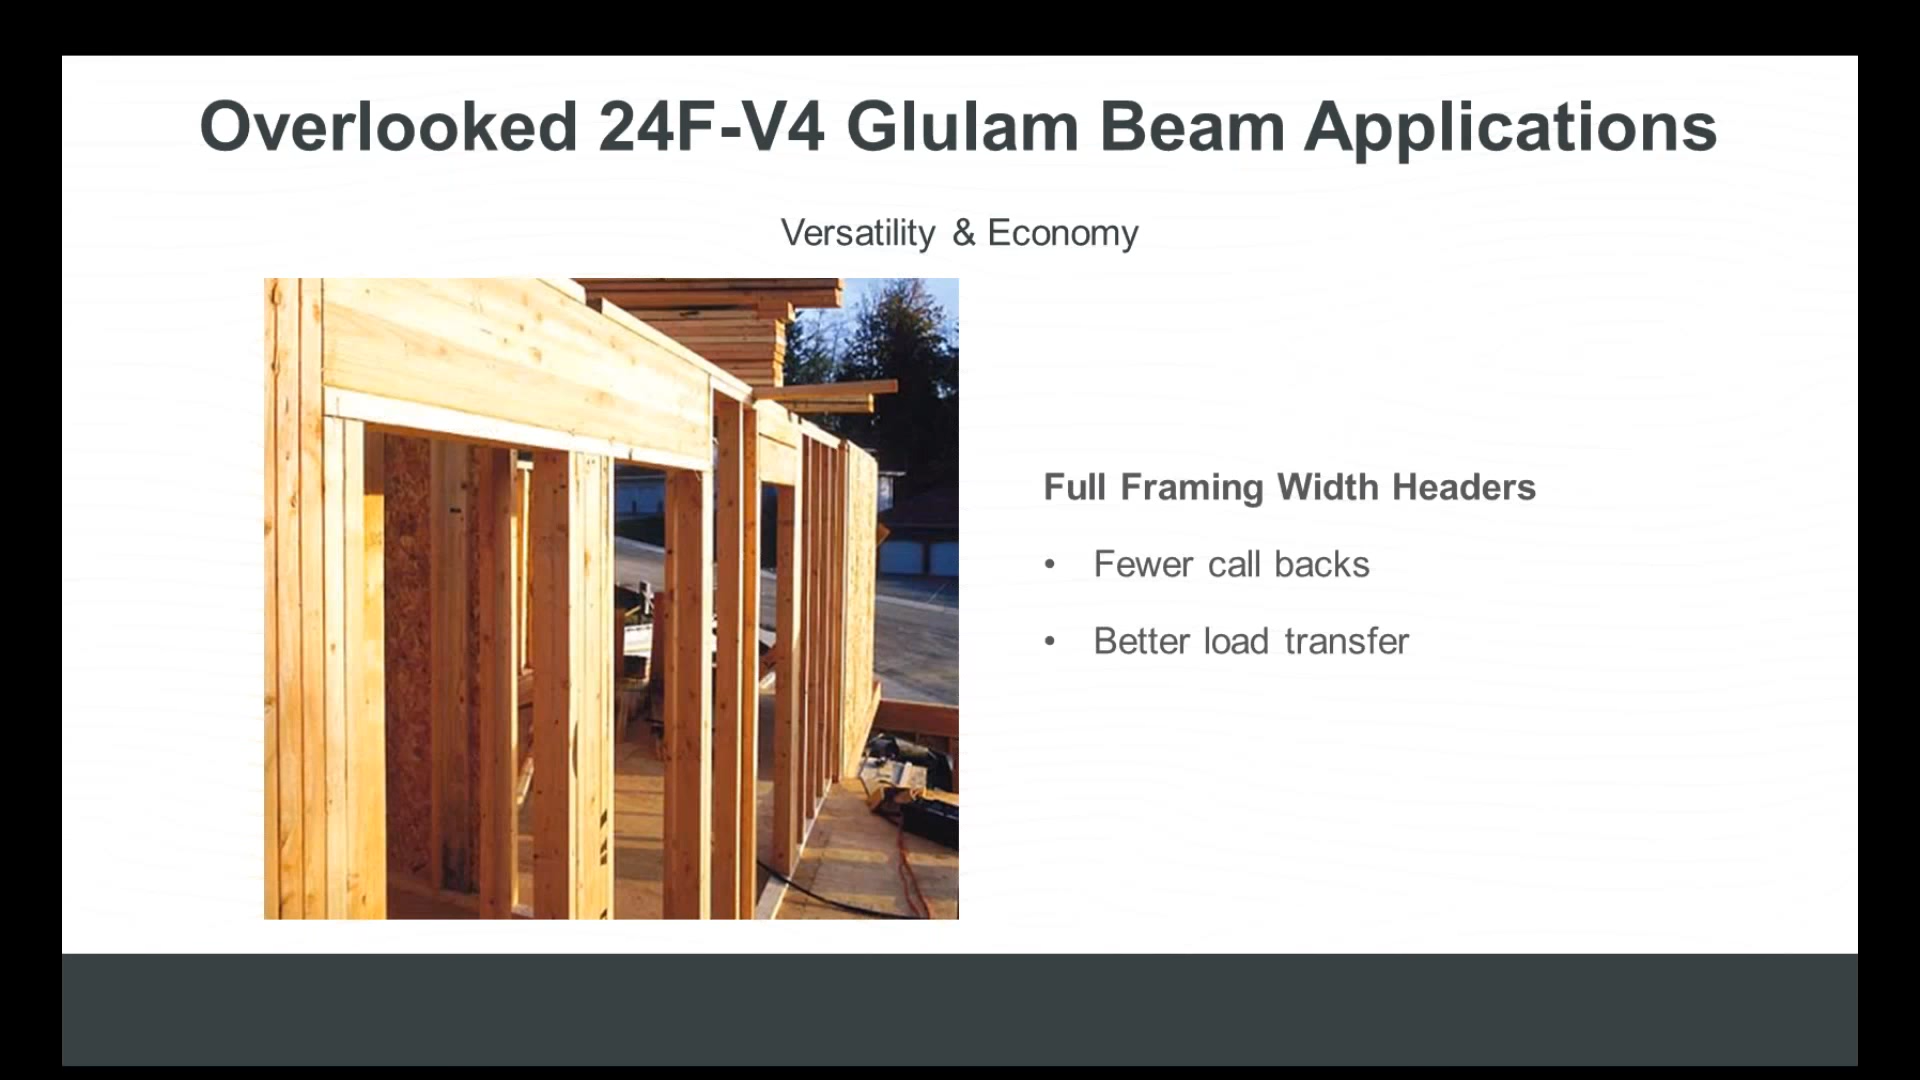 Overlooked 24F-V4 Glulam Beam Applications
Versatility & Economy
Full Framing Width Headers
• Fewer call backs
• Better load transfer